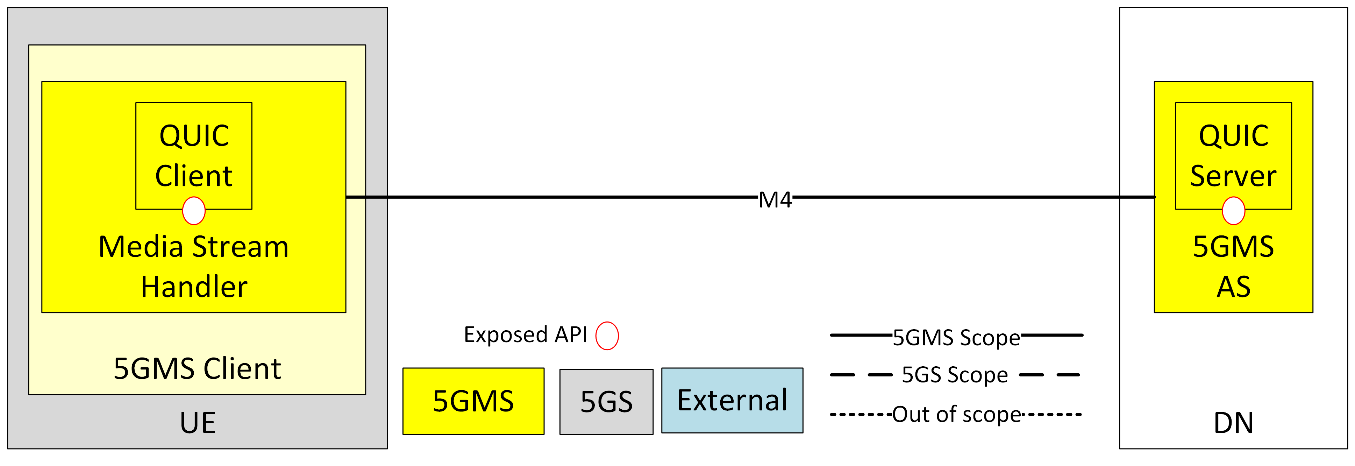 QUIC
Client
Media Stream
Handler
5GMS Client
UE
M4
QUIC
Server
5GMS
AS
DN
Exposed API
5GMS
5GS
External
5GMS Scope
5GS Scope
Out of scope